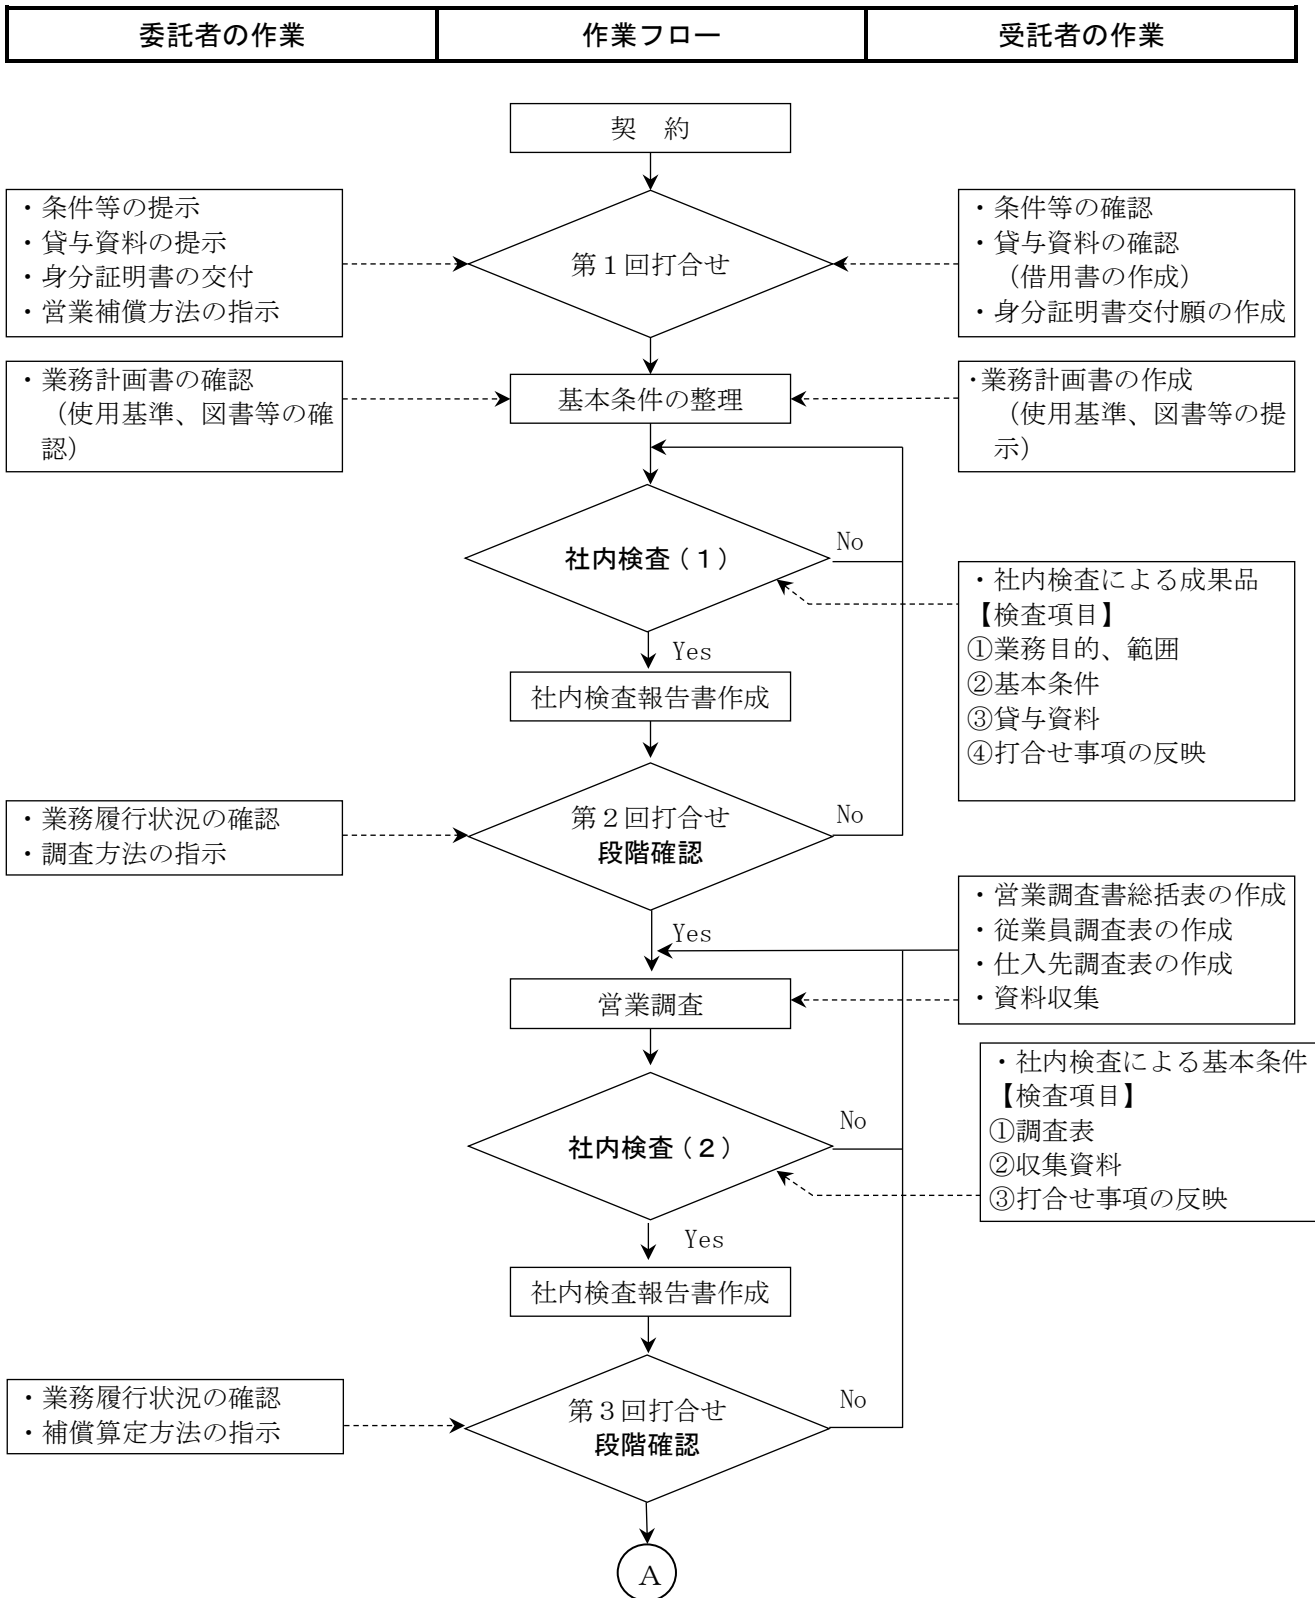 委託者の作業
作業フロー
受託者の作業
契　約
・条件等の提示
・貸与資料の提示
・身分証明書の交付
・営業補償方法の指示
第１回打合せ
・条件等の確認
・貸与資料の確認
（借用書の作成）
・身分証明書交付願の作成
・業務計画書の確認
（使用基準、図書等の確
認）
基本条件の整理
・業務計画書の作成
（使用基準、図書等の提
示）
社内検査（１）
No
・社内検査による成果品
【検査項目】
①業務目的、範囲
②基本条件
③貸与資料
④打合せ事項の反映
Yes
社内検査報告書作成
・業務履行状況の確認
・調査方法の指示
第２回打合せ
段階確認
No
Yes
・営業調査書総括表の作成
・従業員調査表の作成
・仕入先調査表の作成
・資料収集
営業調査
・社内検査による基本条件
【検査項目】
①調査表
②収集資料
③打合せ事項の反映
社内検査（２）
No
Yes
社内検査報告書作成
・業務履行状況の確認
・補償算定方法の指示
第３回打合せ
段階確認
No
A